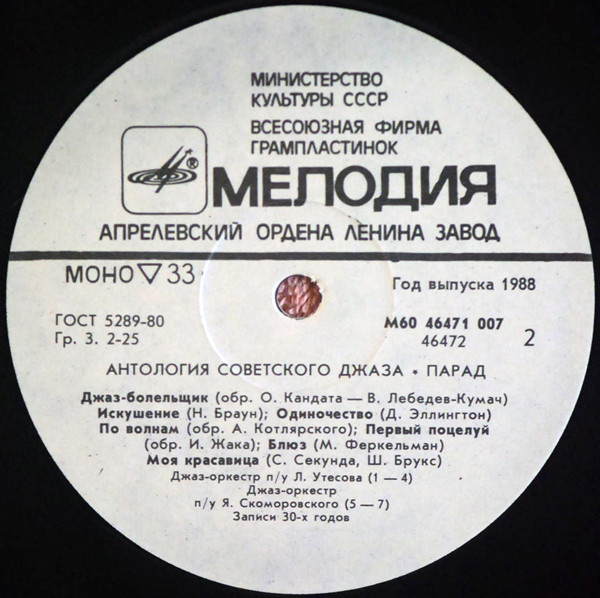 МИНИСТЕРСТВО
КУЛЬТУРЫ СССР
ВСЕСОЮЗНАЯ ФИРМА
ГРАМПЛАСТИНОК
®
МЕЛОДИЯ
АПРЕЛЕВСКИЙ ОРДЕНА ЛЕНИНА ЗАВОД
МОНО ▽ 33
Год выпуска 1988
ГОСТ 5289-80
Гр. 3. 2-25
М60 46471 007
46472
2
АНТОЛОГИЯ СОВЕТСКОГО ДЖАЗА • ПАРАД
Джаз-болельщик (обр. О. Кандата — В. Лебедев-Кумач)
Искушение (Н. Браун); Одиночество (Д. Эллингтон)
По волнам (обр. А. Котлярского); Первый поцелуй
(обр. И. Жака); Блюз (М. Феркельман)
Моя красавица (С. Секунда, Ш. Брукс)
Джаз-оркестр п/у Л. Утесова (1 — 4)
Джаз-оркестр
п/у Я. Скоморовского (5 — 7)
Записи 30-х годов